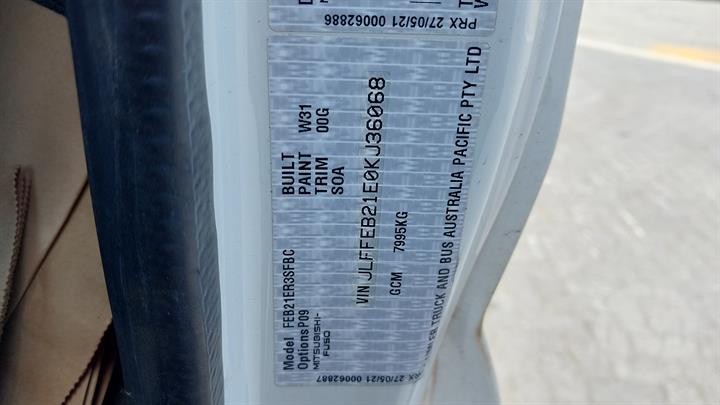 PRX 27/05/21 00062886
Model FEB21ER3SFBC BUILT
Options P09 PAINT W31
MITSUBISHI- TRIM 00G
FUSO SOA
VIN JLFFEB21E0KJ36068
GCM 7995KG
TRUCK AND BUS AUSTRALIA PACIFIC PTY LTD
PRX 27/05/21 00062887